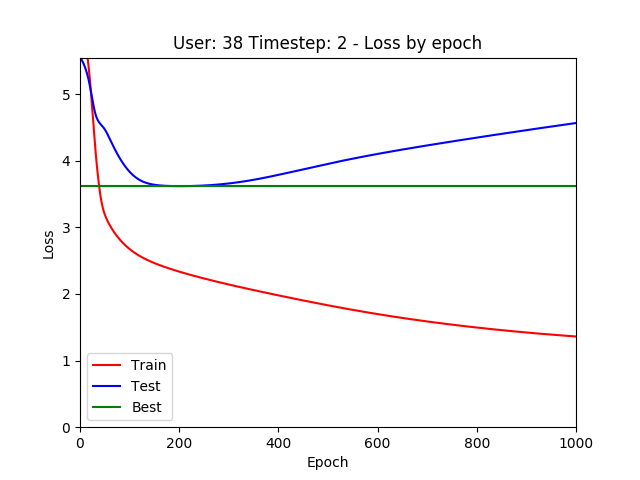 User: 38 Timestep: 2 - Loss by epoch
5
4
3
2
1
0
Loss
Train
Test
Best
0 200 400 600 800 1000
Epoch